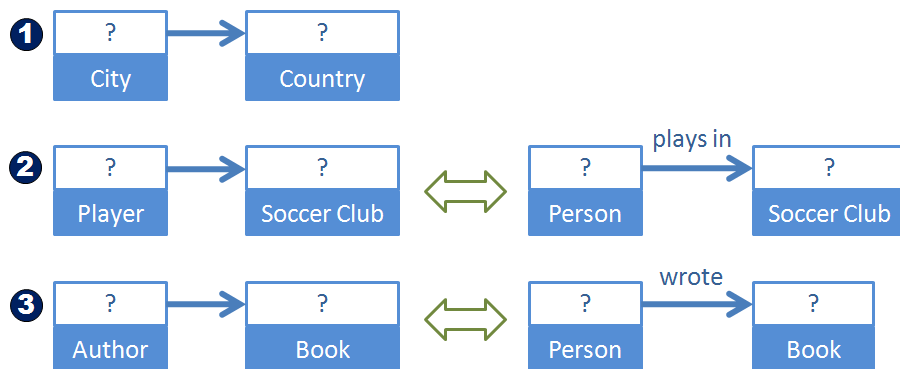 1
? ?
City Country
2
plays in
? ? ? ?
Player Soccer Club Person Soccer Club
3
wrote
? ? ? ?
Author Book Person Book